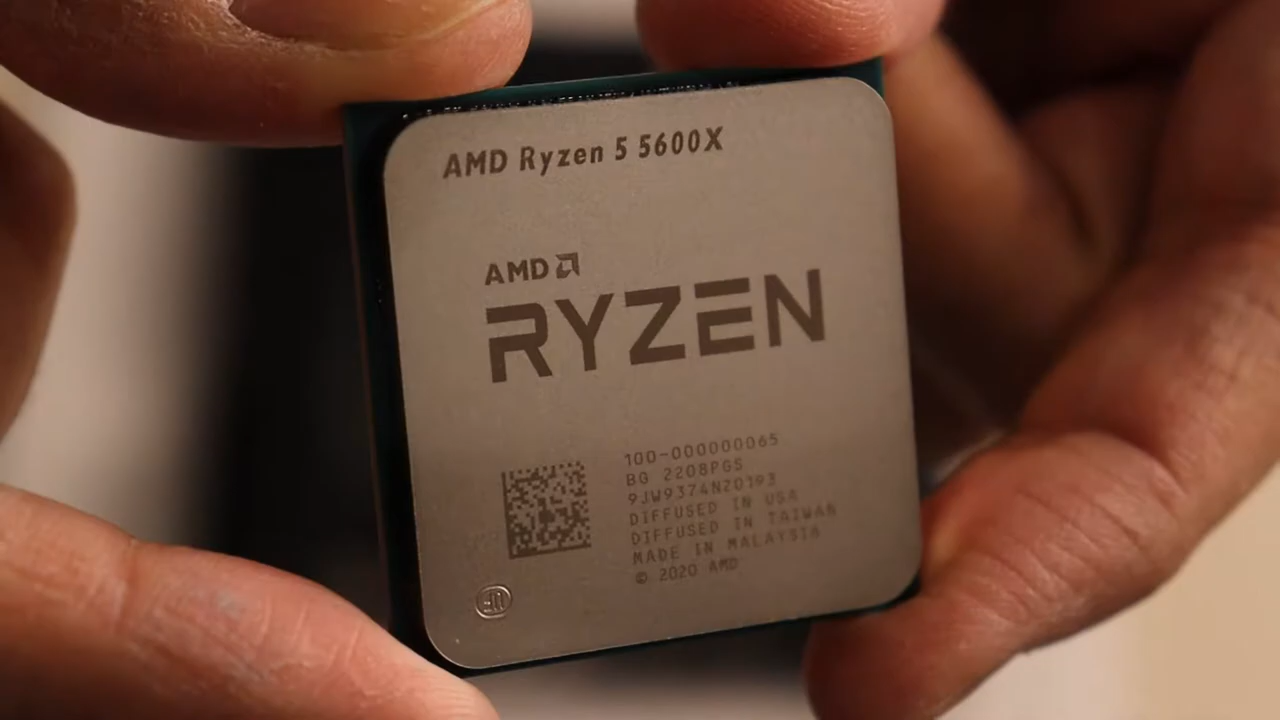 AMD Ryzen 5 5600X
AMD
RYZEN
100-000000065
BG 2208PGS
9JW9374N20193
DIFFUSED IN USA
DIFFUSED IN TAIWAN
MADE IN MALAYSIA
© 2020 AMD